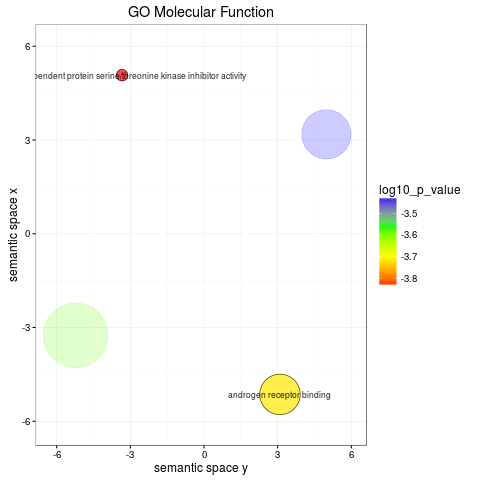 GO Molecular Function
6
3
0
-3
-6
semantic space x
pendent protein serine/threonine kinase inhibitor activity
androgen receptor binding
-6
-3
0
3
6
semantic space y
log10_p_value
-3.5
-3.6
-3.7
-3.8